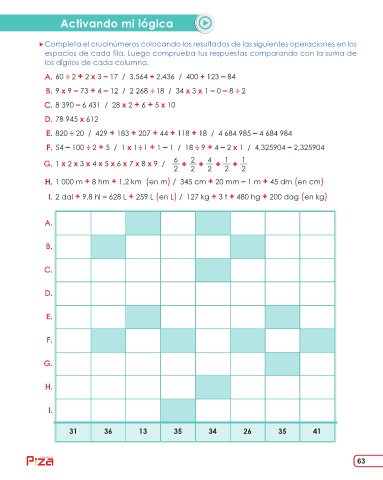 Activando mi lógica
Completa el crucinúmeros colocando los resultados de las siguientes operaciones en los
espacios de cada fila. Luego comprueba tus respuestas comparando con la suma de
los dígitos de cada columna.
A. 60 ÷ 2 + 2 x 3 – 17 / 3,564 + 2,436 / 400 + 123 – 84
B. 9 x 9 – 73 + 4 – 12 / 2 268 ÷ 18 / 34 x 3 x 1 – 0 – 8 ÷ 2
C. 8 390 – 6 431 / 28 x 2 + 6 + 5 x 10
D. 78 945 x 612
E. 820 ÷ 20 / 429 + 183 + 207 + 44 + 118 + 18 / 4 684 985 – 4 684 984
F. 54 – 100 ÷ 2 + 5 / 1 x 1 ÷ 1 + 1 – 1 / 18 ÷ 9 + 4 – 2 x 1 / 4,325904 – 2,325904
G. 1 x 2 x 3 x 4 x 5 x 6 x 7 x 8 x 9 / 6/2 + 2/2 + 4/2 + 1/2 + 1/2
H. 1 000 m + 8 hm + 1,2 km (en m) / 345 cm + 20 mm – 1 m + 45 dm (en cm)
I. 2 dal + 9,8 hl – 628 L + 259 L (en L) / 127 kg + 3 t + 480 hg + 200 dag (en kg)
A.
B.
C.
D.
E.
F.
G.
H.
I.
31 36 13 35 34 26 35 41
Piza
63